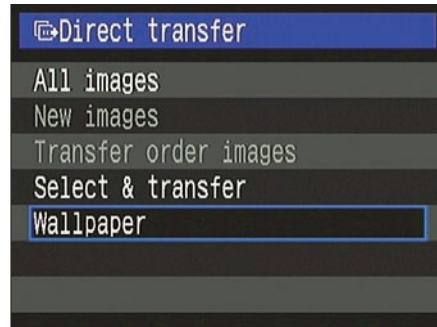 Direct transfer
All images
New images
Transfer order images
Select & transfer
Wallpaper